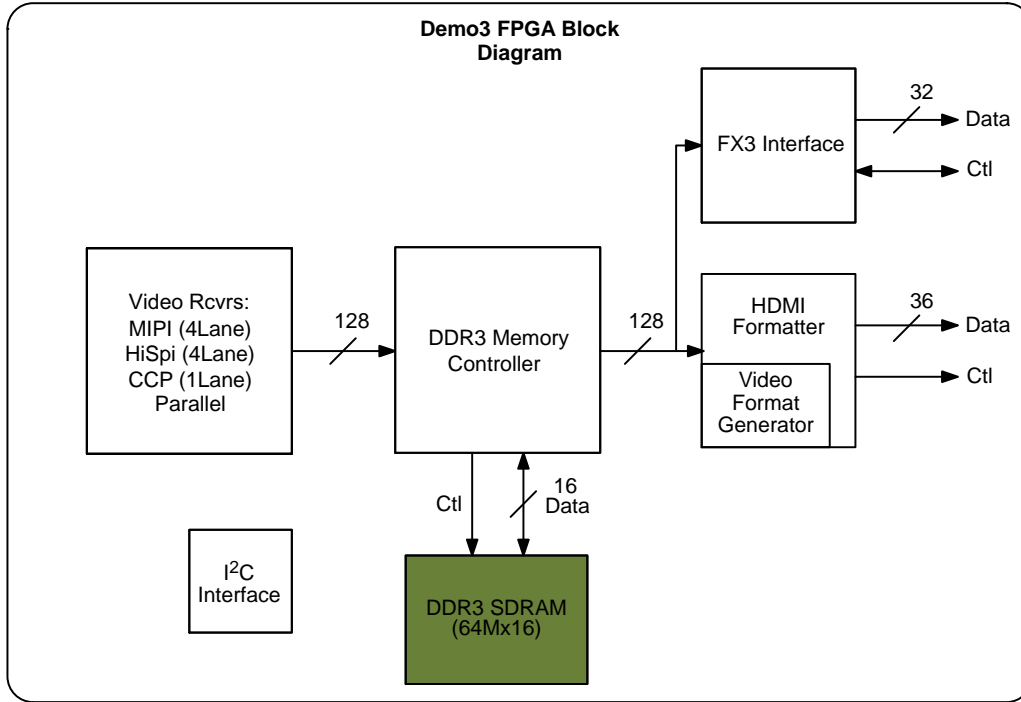 Demo3 FPGA Block
Diagram
32
Data
FX3 Interface
Ctl
Video Rcvrs:
MIPI (4Lane)
HiSpi (4Lane)
CCP (1Lane)
Parallel
128
DDR3 Memory
Controller
128
HDMI
Formatter
36
Data
Video
Format
Generator
Ctl
Ctl
16
Data
I²C
Interface
DDR3 SDRAM
(64Mx16)